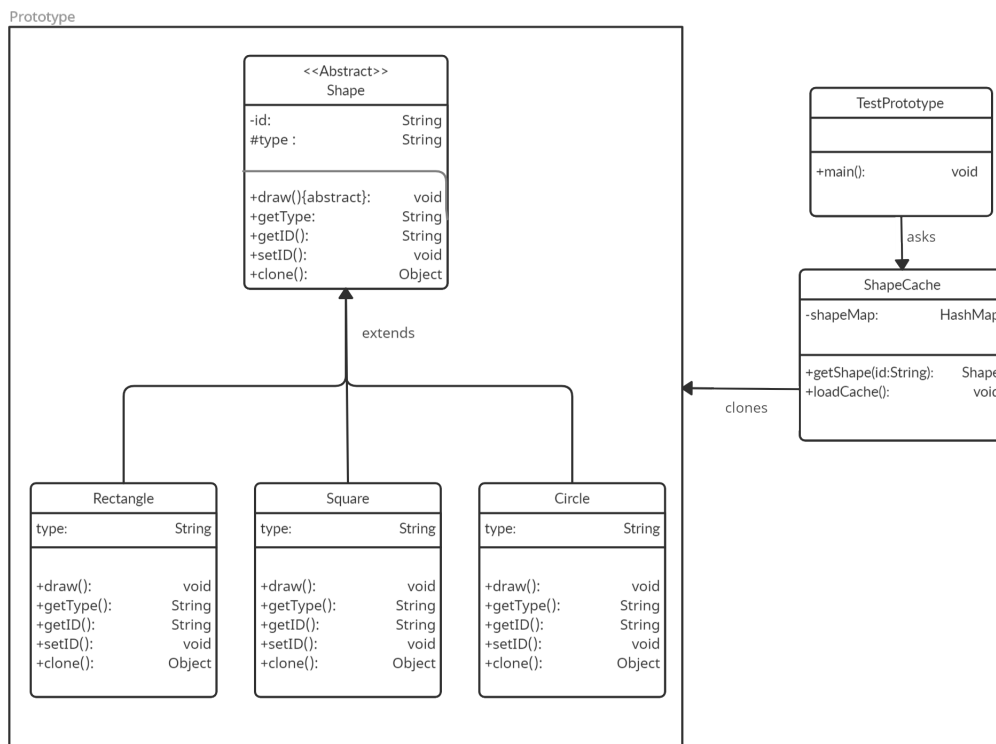 Prototype
<<Abstract>>
Shape
-id: String
#type : String
+draw(){abstract}: void
+getType: String
+getID(): String
+setID(): void
+clone(): Object
extends
Rectangle
type: String
+draw(): void
+getType(): String
+getID(): String
+setID(): void
+clone(): Object
Square
type: String
+draw(): void
+getType(): String
+getID(): String
+setID(): void
+clone(): Object
Circle
type: String
+draw(): void
+getType(): String
+getID(): String
+setID(): void
+clone(): Object
TestPrototype
+main(): void
asks
ShapeCache
-shapeMap: HashMap
+getShape(id:String): Shape
+loadCache(): void
clones